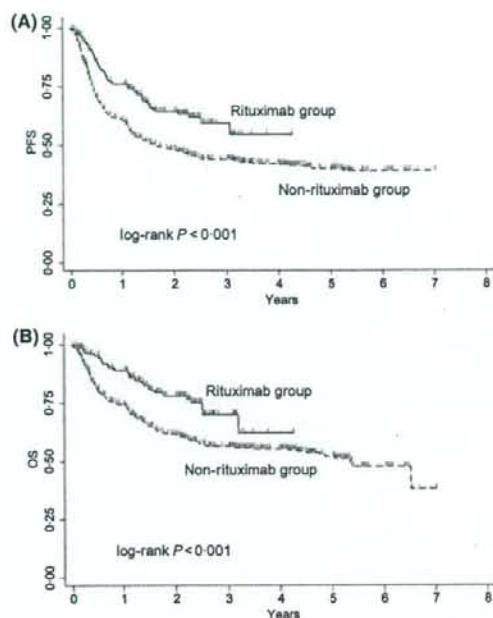 (A)
1·00
0·75
0·50
0·25
0·00
PFS
Rituximab group
Non-rituximab group
log-rank P < 0·001
0 1 2 3 4 5 6 7 8
Years
(B)
1·00
0·75
0·50
0·25
0·00
OS
Rituximab group
Non-rituximab group
log-rank P < 0·001
0 1 2 3 4 5 6 7 8
Years